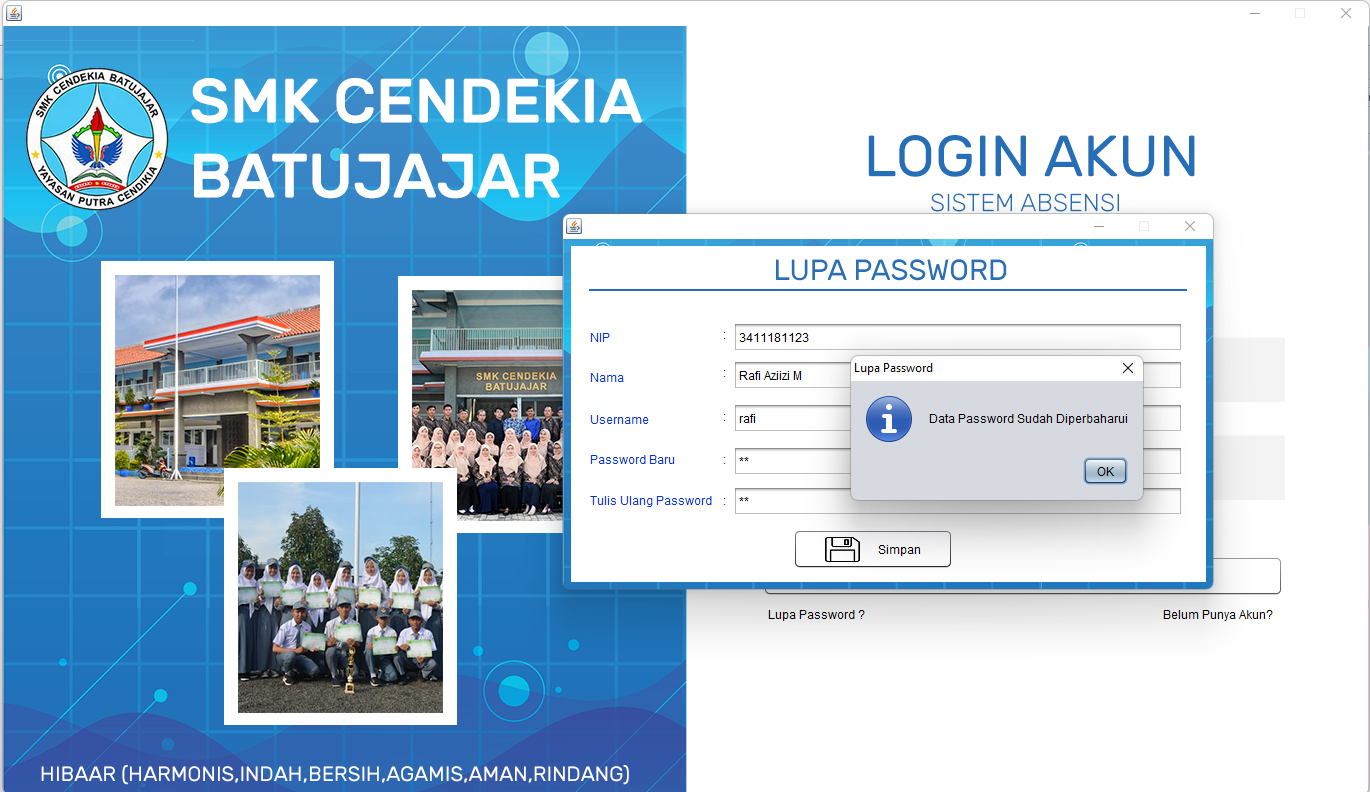 SMK CENDEKIA BATUJAJAR
YAYASAN PUTRA CENDIKIA
SMK CENDEKIA
BATUJAJAR
LOGIN AKUN
SISTEM ABSENSI
SMK CENDEKIA
BATUJAJAR
LUPA PASSWORD
NIP : 3411181123
Nama : Rafi Aziizi M
Username : rafi
Password Baru : **
Tulis Ulang Password : **
Simpan
Lupa Password
Data Password Sudah Diperbaharui
OK
Lupa Password ?
Belum Punya Akun?
HIBAAR (HARMONIS,INDAH,BERSIH,AGAMIS,AMAN,RINDANG)